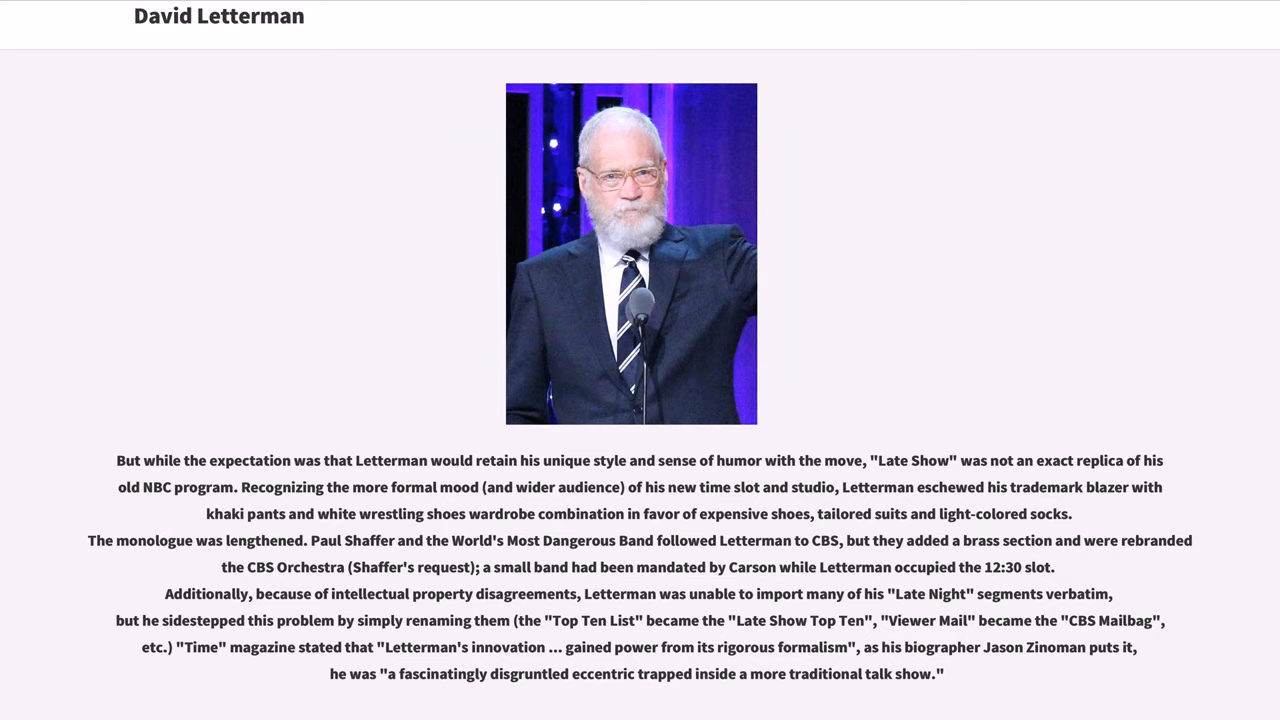 David Letterman
But while the expectation was that Letterman would retain his unique style and sense of humor with the move, "Late Show" was not an exact replica of his
old NBC program. Recognizing the more formal mood (and wider audience) of his new time slot and studio, Letterman eschewed his trademark blazer with
khaki pants and white wrestling shoes wardrobe combination in favor of expensive shoes, tailored suits and light-colored socks.
The monologue was lengthened. Paul Shaffer and the World's Most Dangerous Band followed Letterman to CBS, but they added a brass section and were rebranded
the CBS Orchestra (Shaffer's request); a small band had been mandated by Carson while Letterman occupied the 12:30 slot.
Additionally, because of intellectual property disagreements, Letterman was unable to import many of his "Late Night" segments verbatim,
but he sidestepped this problem by simply renaming them (the "Top Ten List" became the "Late Show Top Ten", "Viewer Mail" became the "CBS Mailbag",
etc.) "Time" magazine stated that "Letterman's innovation ... gained power from its rigorous formalism", as his biographer Jason Zinoman puts it,
he was "a fascinatingly disgruntled eccentric trapped inside a more traditional talk show."